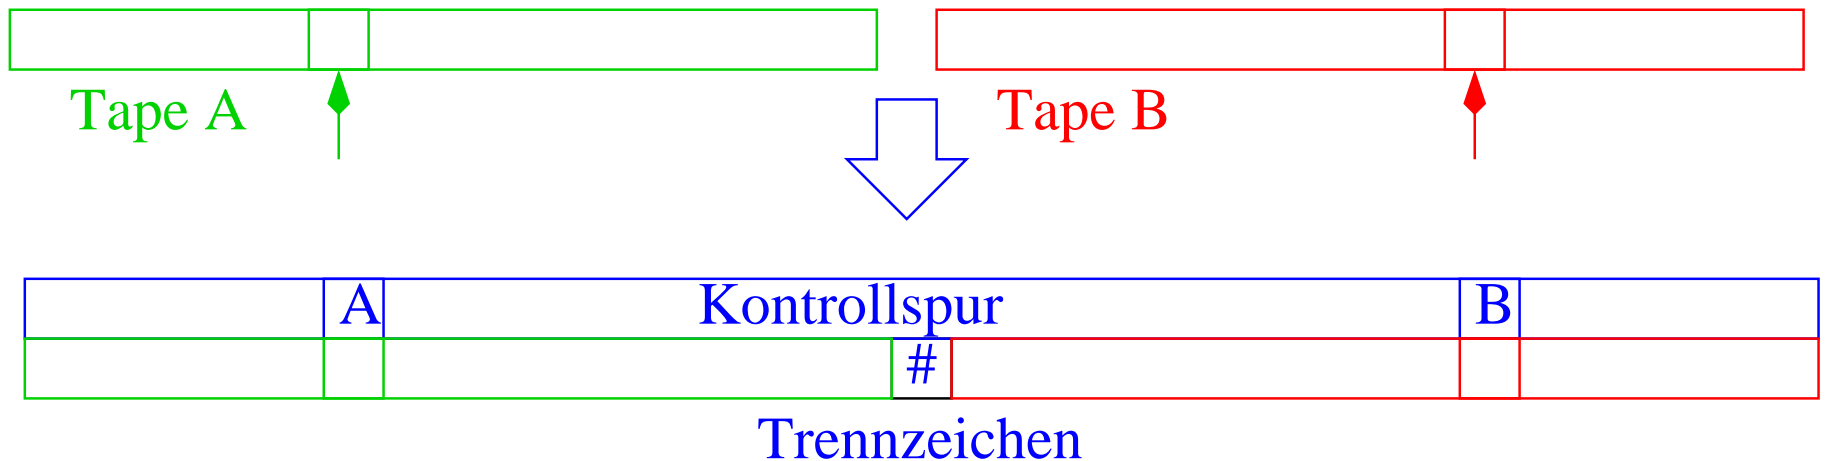 Tape A
Tape B
A
Kontrollspur
B
#
Trennzeichen